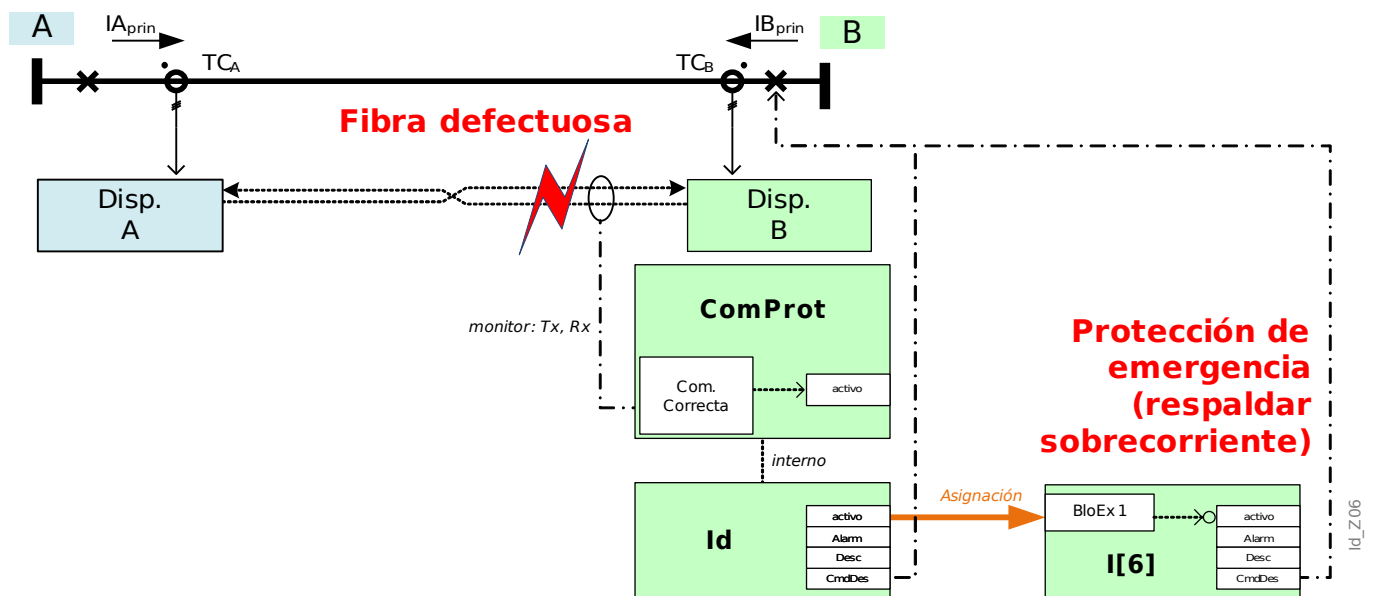 A
IAprin
IBprin
B
TCA
TCB
Fibra defectuosa
Disp.
A
Disp.
B
ComProt
monitor: Tx, Rx
Com.
Correcta
activo
Protección de
emergencia
(respaldar
sobrecorriente)
interno
Asignación
Id
activo
Alarm
Desc
CmdDes
BloEx 1
I[6]
activo
Alarm
Desc
CmdDes
Id_Z06